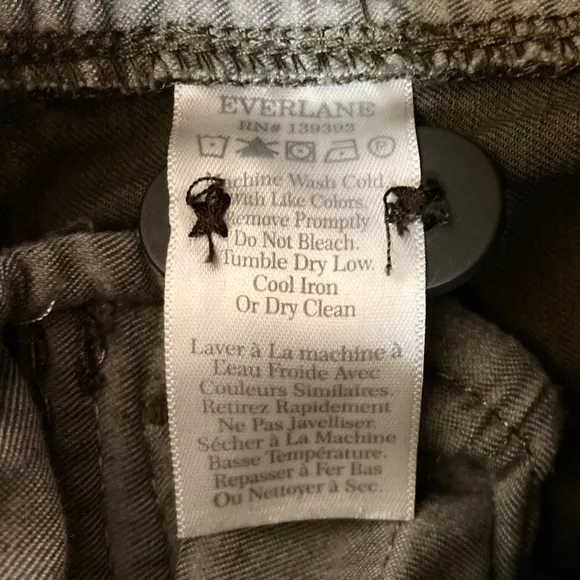 EVERLANE
RN# 139393
P
Machine Wash Cold
With Like Colors.
Remove Promptly
Do Not Bleach.
Tumble Dry Low.
Cool Iron
Or Dry Clean
Laver à La machine à
L'eau Froide Avec
Couleurs Similaires.
Retirez Rapidement
Ne Pas Javelliser.
Sécher à La Machine
Basse Température.
Repasser à Fer Bas
Ou Nettoyer à Sec.